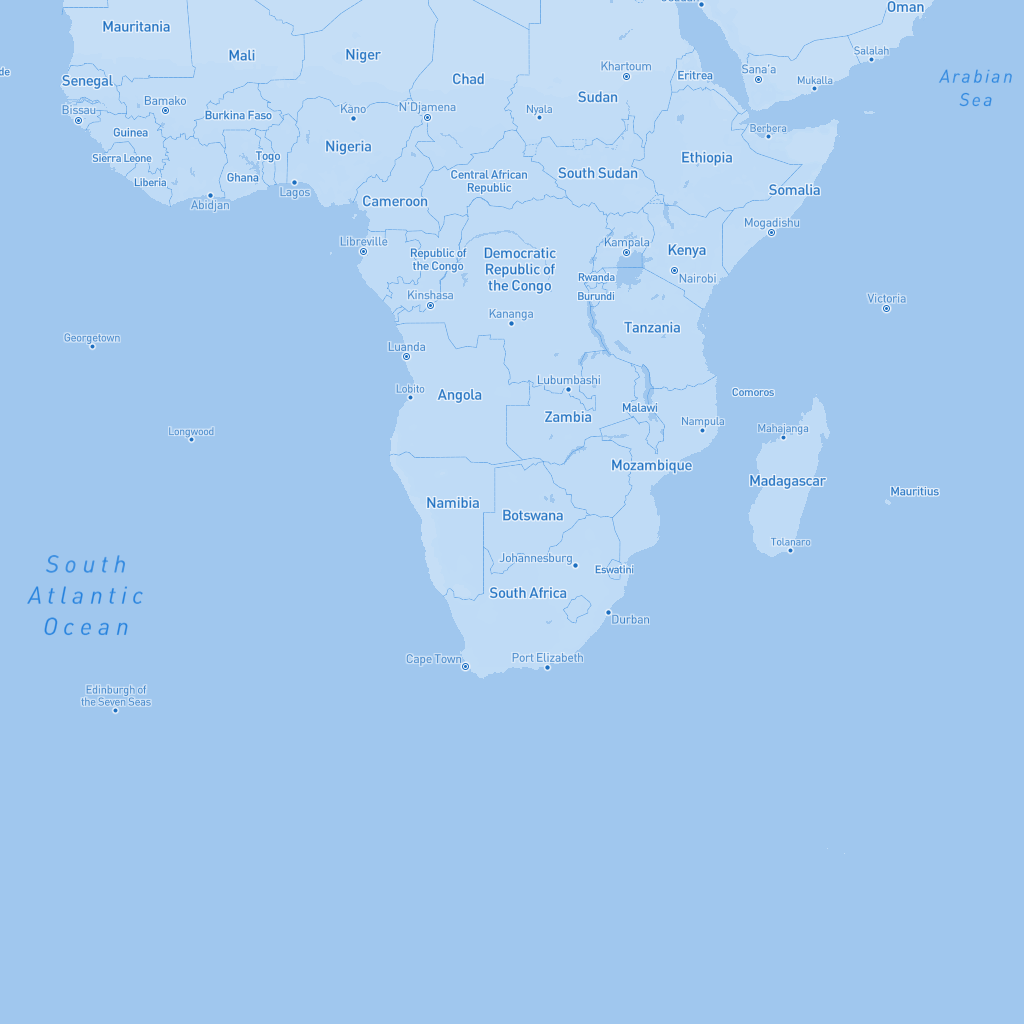 Oman
Mauritania
Mali
Niger
Salalah
Khartoum
Sana'a
Eritrea
Arabian
Sea
de
Senegal
Chad
Mukalla
Sudan
Bamako
Bissau
Kano
N'Djamena
Nyala
Burkina Faso
Guinea
Berbera
Nigeria
Togo
Ethiopia
Sierra Leone
Central African
Republic
South Sudan
Liberia
Ghana
Lagos
Somalia
Abidjan
Cameroon
Mogadishu
Libreville
Kampala
Republic of
the Congo
Democratic
Republic of
the Congo
Kenya
Rwanda
Nairobi
Kinshasa
Burundi
Victoria
Kananga
Tanzania
Georgetown
Luanda
Lubumbashi
Lobito
Angola
Comoros
Malawi
Zambia
Nampula
Longwood
Mahajanga
Mozambique
Madagascar
Mauritius
Namibia
Botswana
Tolanaro
South
Atlantic
Ocean
Johannesburg
Eswatini
South Africa
Durban
Cape Town
Port Elizabeth
Edinburgh of
the Seven Seas